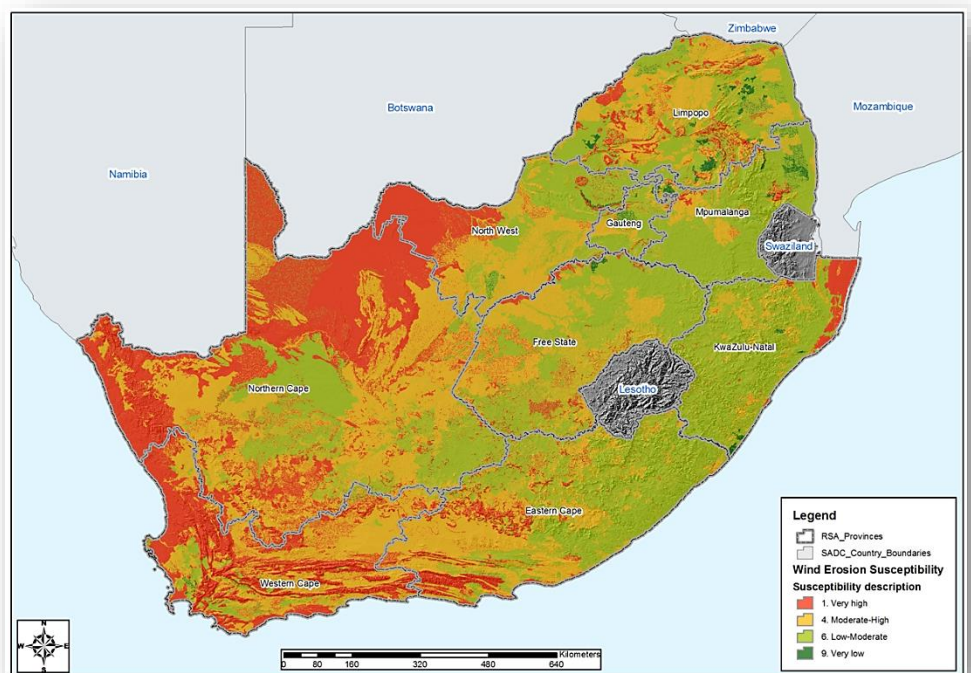 Zimbabwe
Botswana
Mozambique
Limpopo
Namibia
North West
Gauteng
Mpumalanga
Swaziland
Free State
KwaZulu-Natal
Northern Cape
Lesotho
Eastern Cape
Western Cape
Legend
RSA_Provinces
SADC_Country_Boundaries
Wind Erosion Susceptibility
Susceptibility description
1. Very high
4. Moderate-High
6. Low-Moderate
9. Very low
N
W E
S
Kilometers
0 80 160 320 480 640